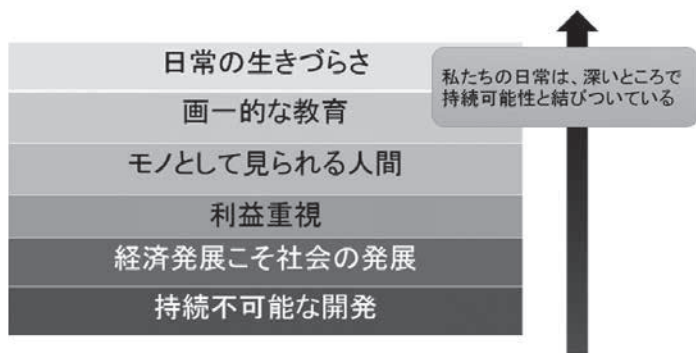 日常の生きづらさ
画一的な教育
モノとして見られる人間
利益重視
経済発展こそ社会の発展
持続不可能な開発
私たちの日常は、深いところで
持続可能性と結びついている